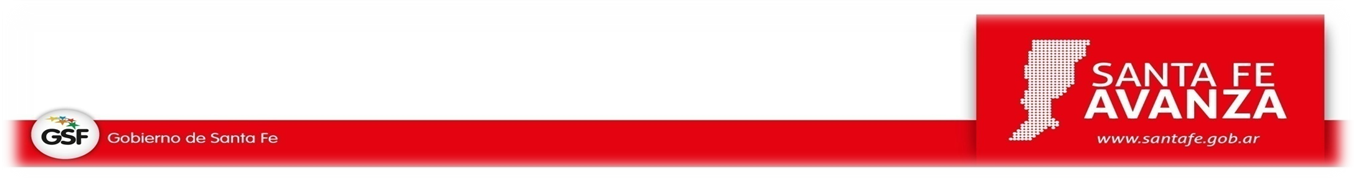 SANTA FE
AVANZA
www.santafe.gob.ar
GSF Gobierno de Santa Fe